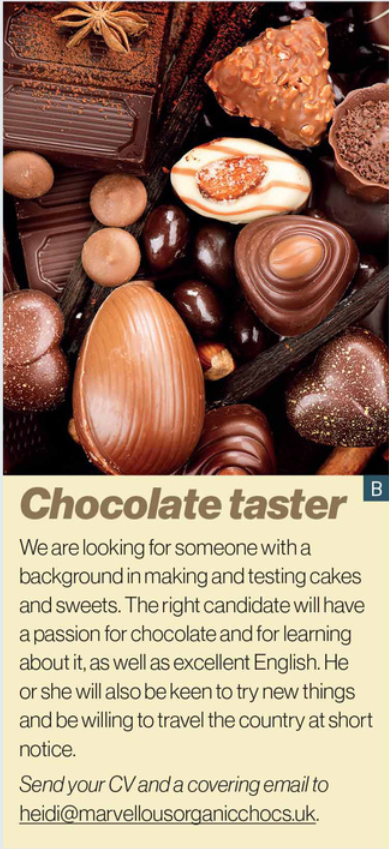 B
Chocolate taster
We are looking for someone with a
background in making and testing cakes
and sweets. The right candidate will have
a passion for chocolate and for learning
about it, as well as excellent English. He
or she will also be keen to try new things
and be willing to travel the country at short
notice.
Send your CV and a covering email to
heidi@marvellousorganicchocs.uk.